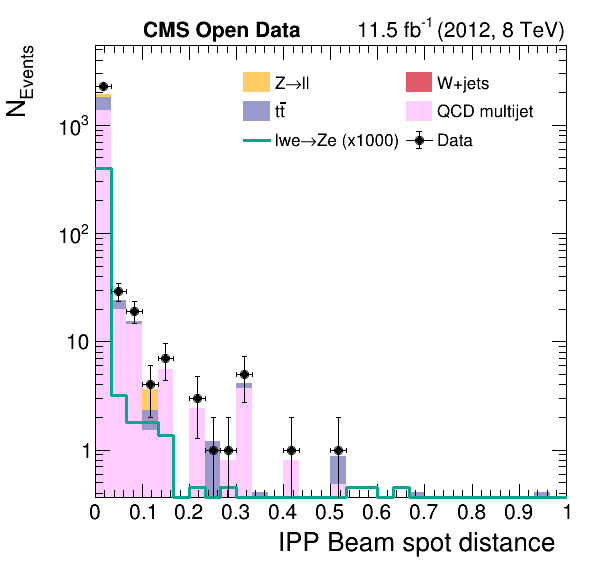 CMS Open Data 11.5 fb⁻¹ (2012, 8 TeV)
N_Events
Z→ll W+jets
tt̄ QCD multijet
lwe→Ze (x1000) Data
10³
10²
10
1
0 0.1 0.2 0.3 0.4 0.5 0.6 0.7 0.8 0.9 1
IPP Beam spot distance